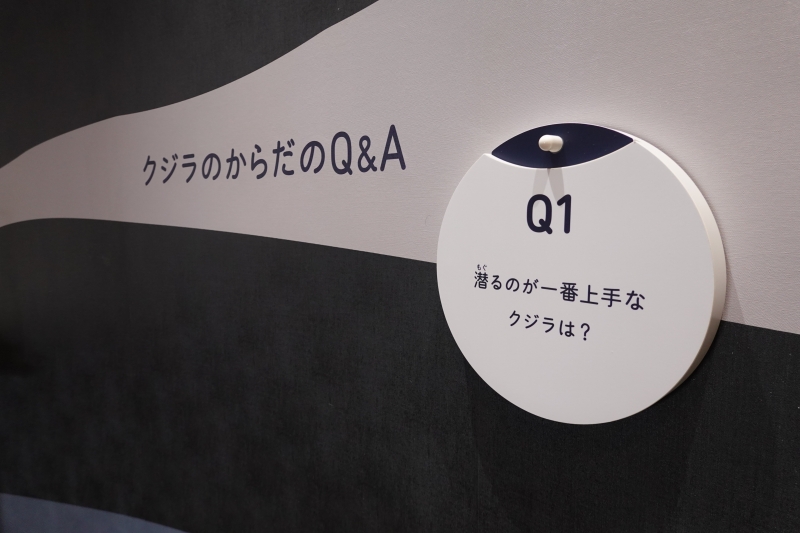 クジラのからだのQ&A
Q1
潜るのが一番上手な
もぐ
クジラは?